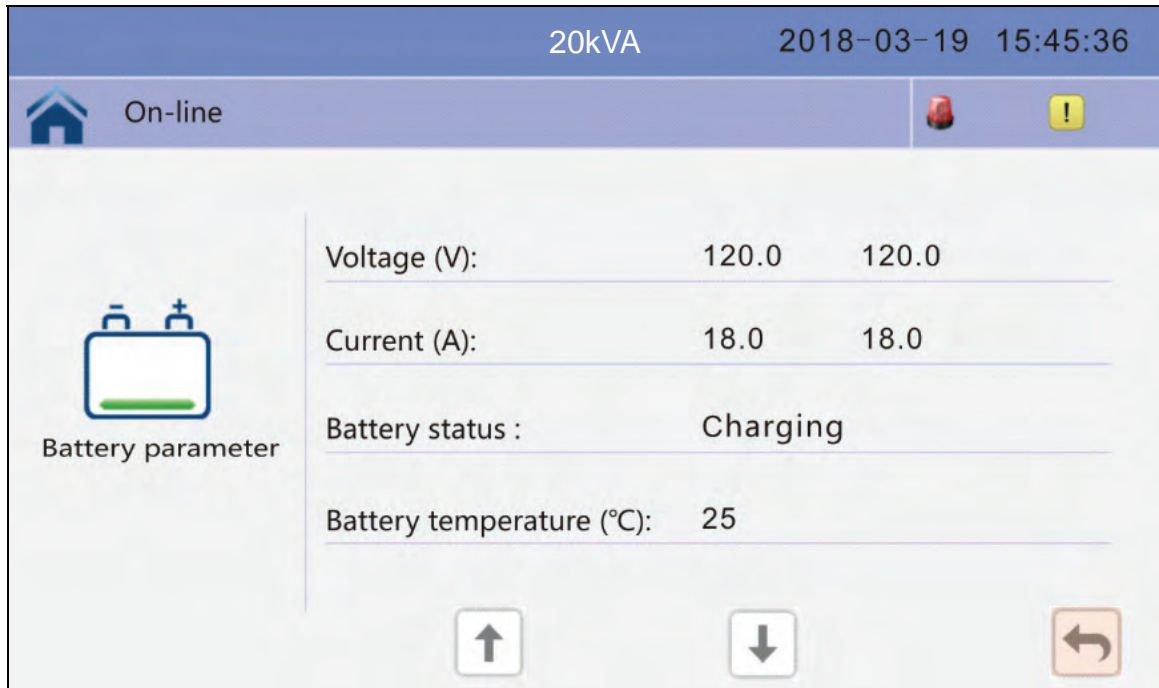 20kVA 2018-03-19 15:45:36
On-line !
Voltage (V): 120.0 120.0
Current (A): 18.0 18.0
Battery status : Charging
Battery parameter
Battery temperature (℃): 25